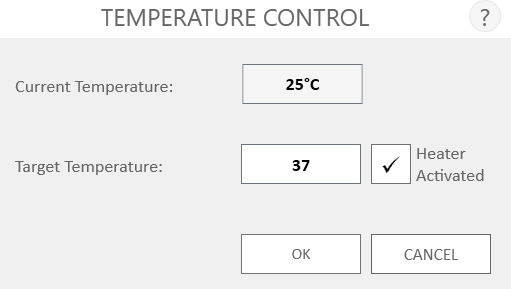 TEMPERATURE CONTROL ?
Current Temperature: 25°C
Target Temperature: 37 ✓ Heater
Activated
OK CANCEL